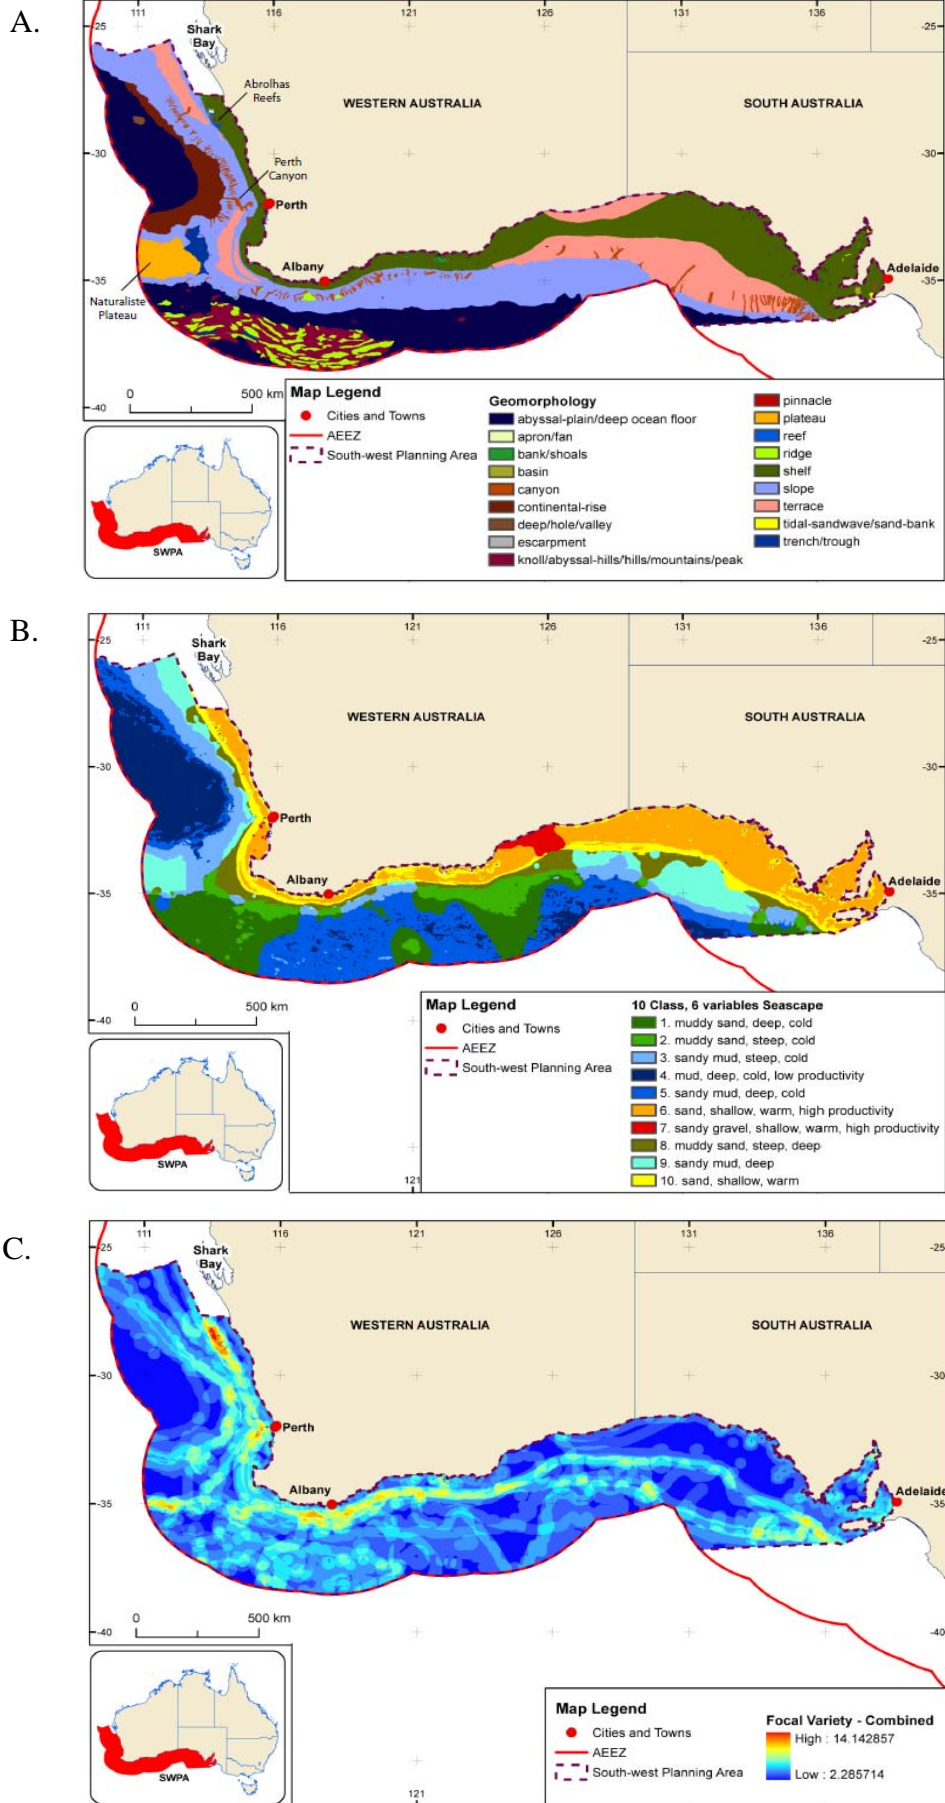 A.
111
116
121
126
131
136
-25
-25
Shark
Bay
Abrolhas
Reefs
WESTERN AUSTRALIA
SOUTH AUSTRALIA
-30
-30
Perth
Canyon
Perth
Albany
Adelaide
-35
-35
Naturaliste
Plateau
0
500 km
-40
Map Legend
Cities and Towns
AEEZ
South-west Planning Area
Geomorphology
abyssal-plain/deep ocean floor
apron/fan
bank/shoals
basin
canyon
continental-rise
deep/hole/valley
escarpment
knoll/abyssal-hills/hills/mountains/peak
pinnacle
plateau
reef
ridge
shelf
slope
terrace
tidal-sandwave/sand-bank
trench/trough
SWPA
B.
111
116
121
126
131
136
-25
-25
Shark
Bay
WESTERN AUSTRALIA
SOUTH AUSTRALIA
-30
-30
Perth
Albany
Adelaide
-35
-35
0
500 km
-40
Map Legend
Cities and Towns
AEEZ
South-west Planning Area
10 Class, 6 variables Seascape
1. muddy sand, deep, cold
2. muddy sand, steep, cold
3. sandy mud, steep, cold
4. mud, deep, cold, low productivity
5. sandy mud, deep, cold
6. sand, shallow, warm, high productivity
7. sandy gravel, shallow, warm, high productivity
8. muddy sand, steep, deep
9. sandy mud, deep
10. sand, shallow, warm
SWPA
121
C.
111
116
121
126
131
136
-25
-25
Shark
Bay
WESTERN AUSTRALIA
SOUTH AUSTRALIA
-30
-30
Perth
Albany
Adelaide
-35
-35
0
500 km
-40
-40
SWPA
121
Map Legend
Cities and Towns
AEEZ
South-west Planning Area
Focal Variety - Combined
High : 14.142857
Low : 2.285714